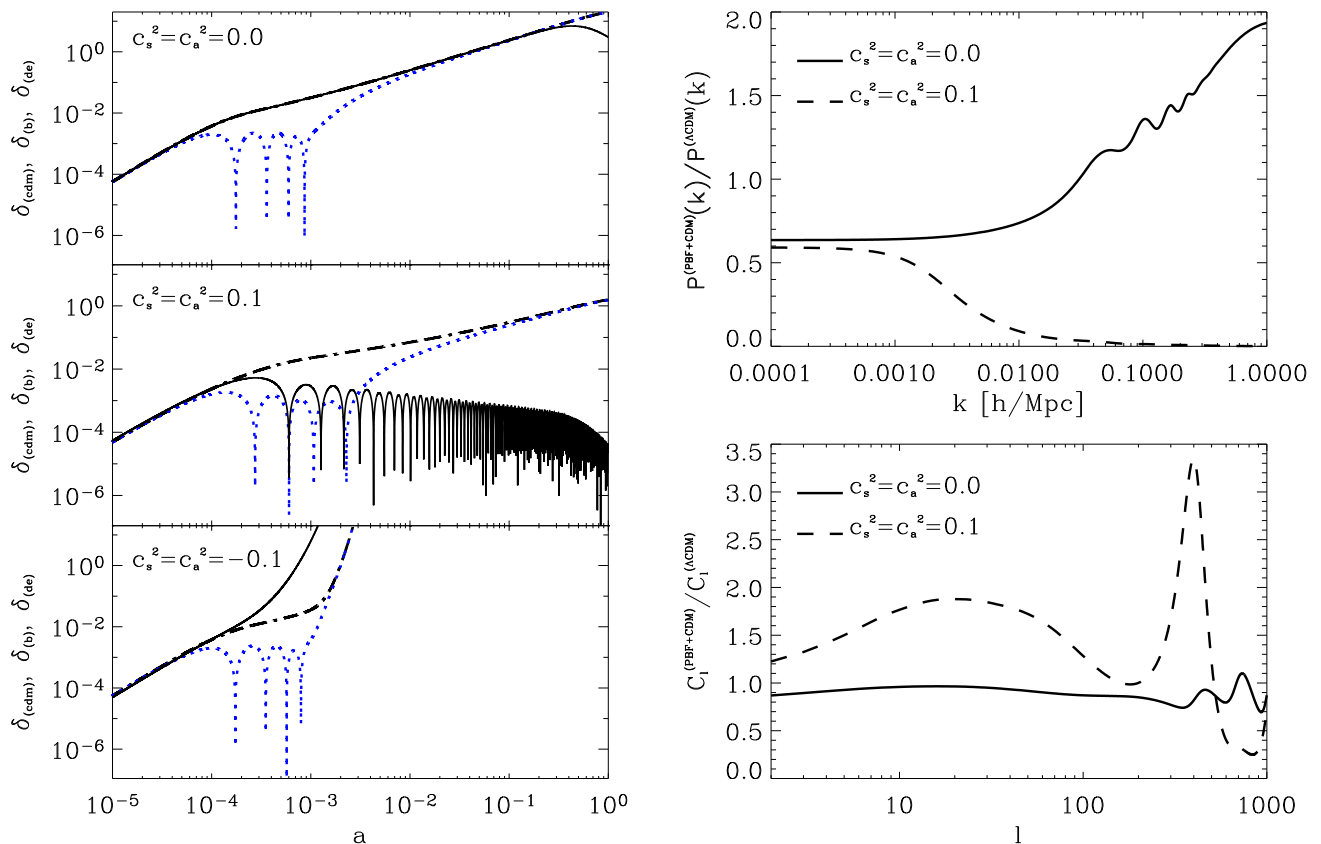 c_s^2=c_a^2=0.0
10^0
10^-2
10^-4
10^-6
δ_(cdm), δ_(b), δ_(de)
c_s^2=c_a^2=0.1
10^0
10^-2
10^-4
10^-6
δ_(cdm), δ_(b), δ_(de)
c_s^2=c_a^2=−0.1
10^0
10^-2
10^-4
10^-6
δ_(cdm), δ_(b), δ_(de)
10^-5 10^-4 10^-3 10^-2 10^-1 10^0
a
2.0
1.5
1.0
0.5
0.0
P^(PBF+CDM)(k)/P^(ΛCDM)(k)
c_s^2=c_a^2=0.0
c_s^2=c_a^2=0.1
0.0001 0.0010 0.0100 0.1000 1.0000
k [h/Mpc]
3.5
3.0
2.5
2.0
1.5
1.0
0.5
0.0
C_l^(PBF+CDM)/C_l^(ΛCDM)
c_s^2=c_a^2=0.0
c_s^2=c_a^2=0.1
10 100 1000
l